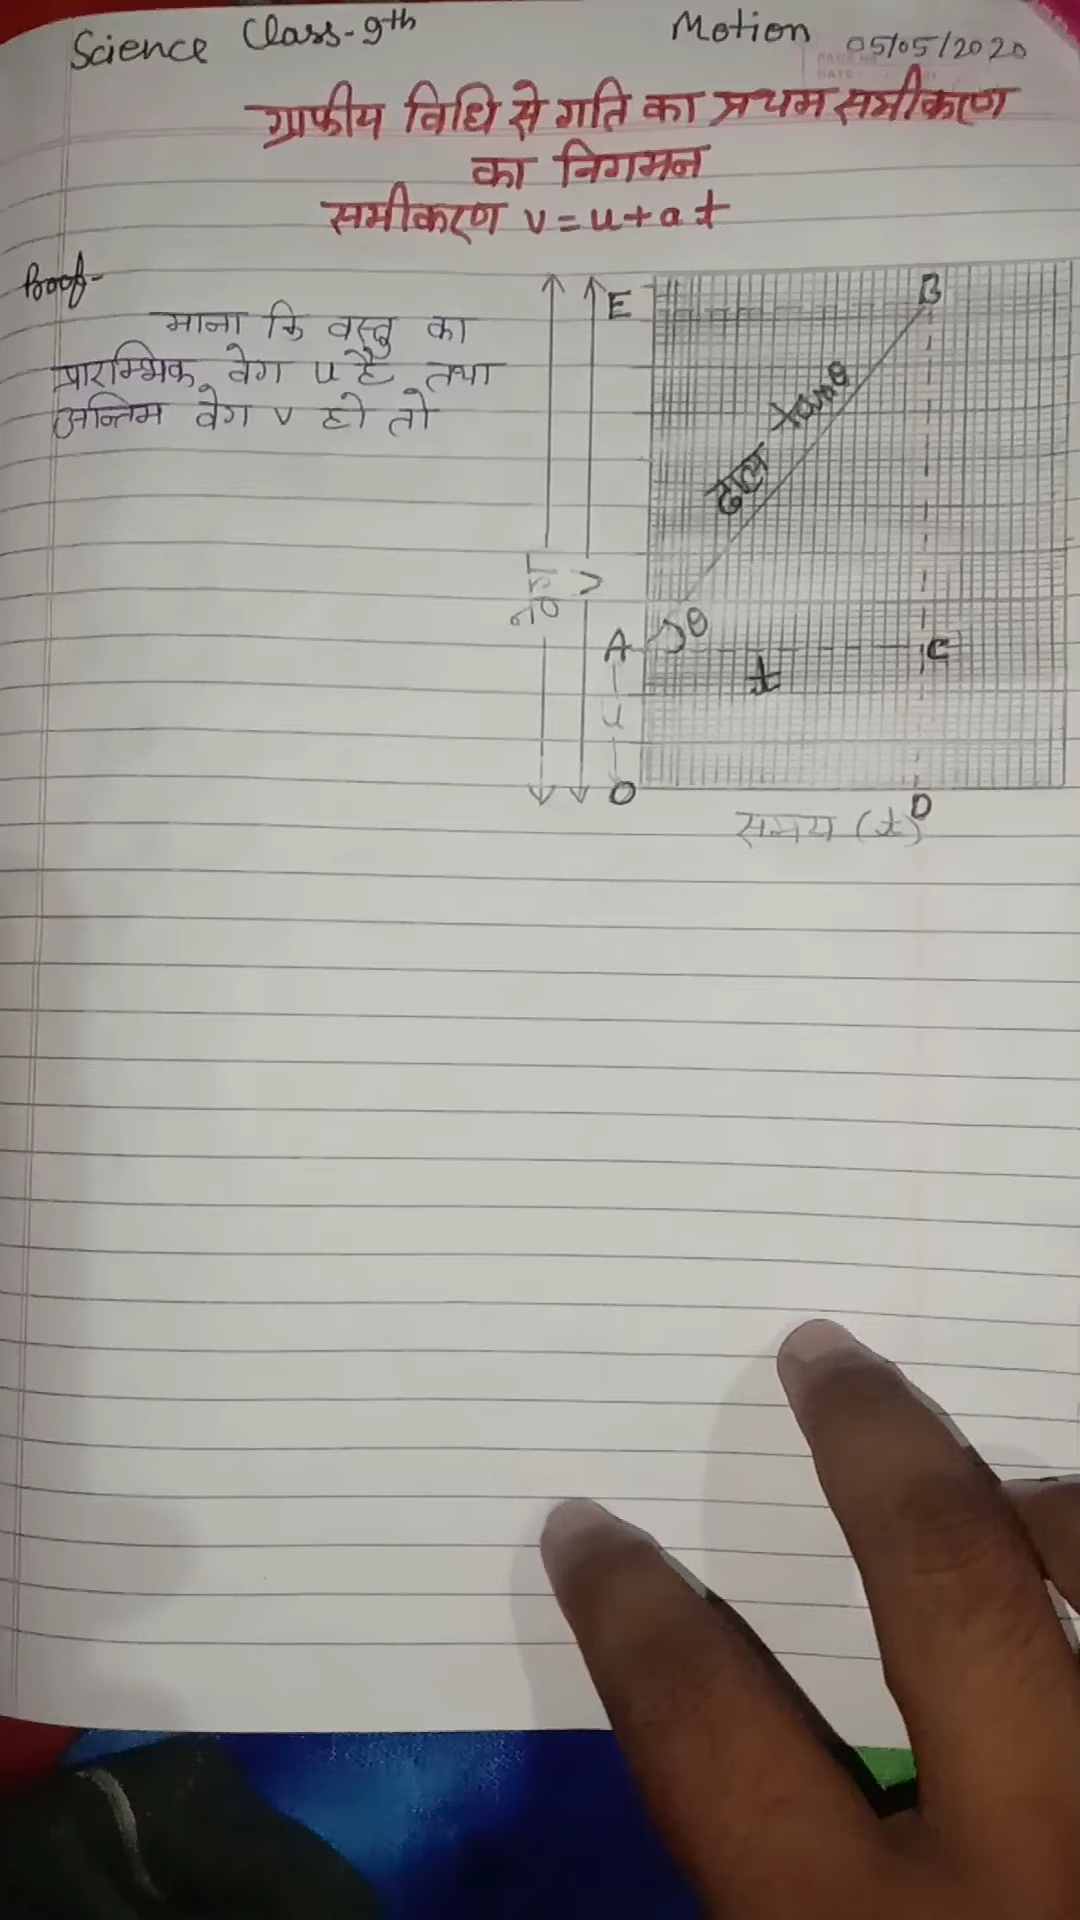 Science Class-9th Motion 05/05/2020
ग्राफीय विधि से गति का प्रथम समीकरण
का निगमन
समीकरण v = u + at
Proof-
माना कि वस्तु का
प्रारम्भिक वेग u है तथा
अन्तिम वेग v हो तो
E
B
ढाल tanθ
वेग
v
A
θ
C
t
u
O
D
समय (t)